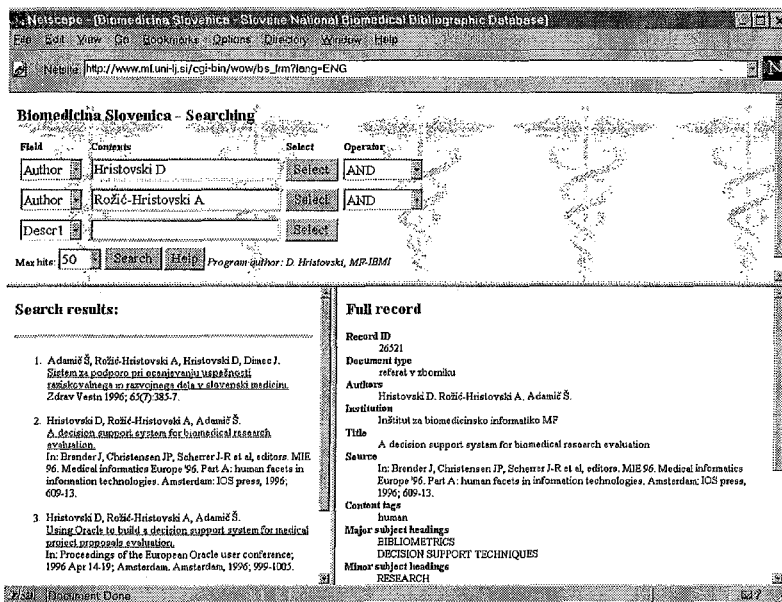 Netscape - (Biomedicina Slovenica - Slovene National Biomedical Bibliographic Database)
File Edit View Go Bookmarks Options Directory Window Help
Netsite: http://www.mf.uni-lj.si/cgi-bin/wow/bs_frm?lang=ENG
Biomedicina Slovenica - Searching
Field Contents Select Operator
Author Hristovski D Select AND
Author Rožić-Hristovski A Select AND
Descr1 Select
Max hits: 50 Search Help Program author: D. Hristovski, MF-IBMI
Search results:
1. Adamič Š, Rožić-Hristovski A, Hristovski D, Dimec J.
Sistem za podporo pri ocenjevanju uspešnosti
raziskovalnega in razvojnega dela v slovenski medicini.
Zdrav Vestn 1996; 65(7):385-7.
2. Hristovski D, Rožić-Hristovski A, Adamič Š.
A decision support system for biomedical research
evaluation.
In: Brender J, Christensen JP, Scherrer J-R et al, editors. MIE
96. Medical informatics Europe '96. Part A: human facets in
information technologies. Amsterdam: IOS press, 1996;
609-13.
3. Hristovski D, Rožić-Hristovski A, Adamič Š.
Using Oracle to build a decision support system for medical
project proposals evaluation.
In: Proceedings of the European Oracle user conference;
1996 Apr 14-19; Amsterdam. Amsterdam, 1996; 999-1005.
Full record
Record ID
26521
Document type
referat v zborniku
Authors
Hristovski D. Rožić-Hristovski A. Adamič Š.
Institution
Inštitut za biomedicinsko informatiko MF
Title
A decision support system for biomedical research evaluation
Source
In: Brender J, Christensen JP, Scherrer J-R et al, editors. MIE 96. Medical informatics
Europe '96. Part A: human facets in information technologies. Amsterdam: IOS press,
1996; 609-13.
Content tags
human
Major subject headings
BIBLIOMETRICS
DECISION SUPPORT TECHNIQUES
Minor subject headings
RESEARCH
Document Done